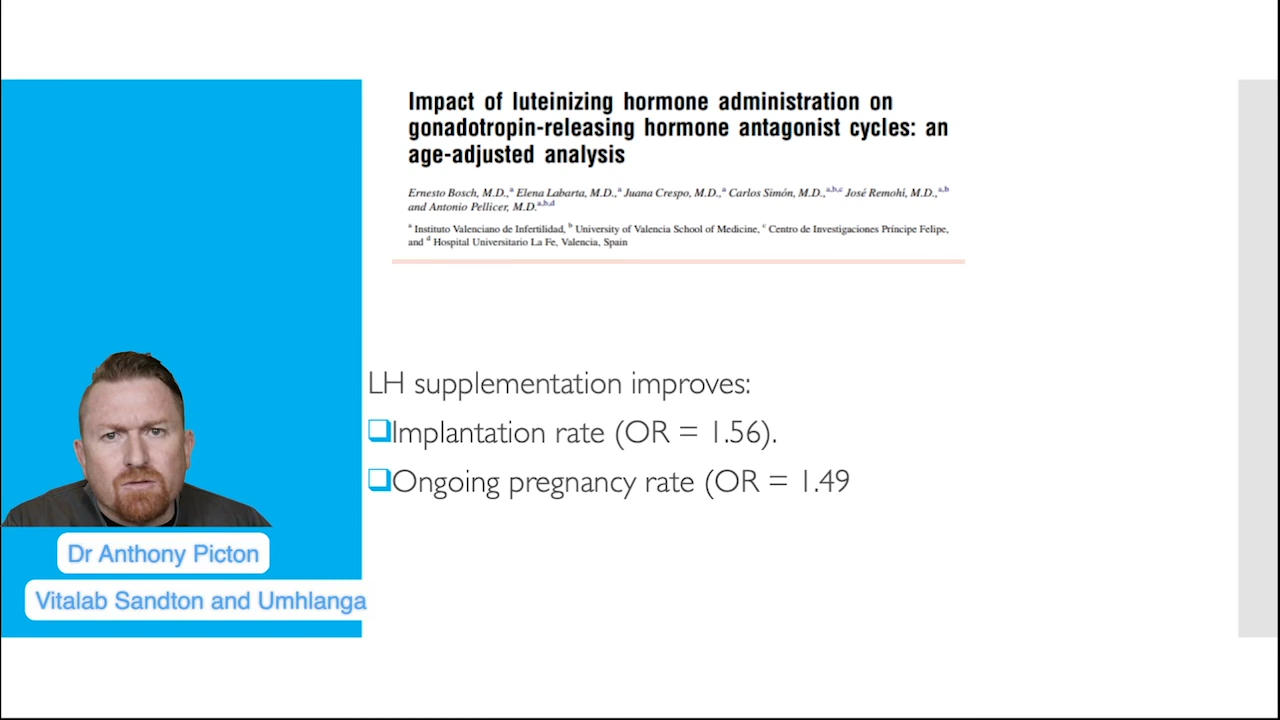 Impact of luteinizing hormone administration on
gonadotropin-releasing hormone antagonist cycles: an
age-adjusted analysis
Ernesto Bosch, M.D.,a Elena Labarta, M.D.,a Juana Crespo, M.D.,a Carlos Simón, M.D.,a,b,c José Remohí, M.D.,a,b
and Antonio Pellicer, M.D.a,b,d
a Instituto Valenciano de Infertilidad, b University of Valencia School of Medicine, c Centro de Investigaciones Príncipe Felipe,
and d Hospital Universitario La Fe, Valencia, Spain
LH supplementation improves:
❑Implantation rate (OR = 1.56).
❑Ongoing pregnancy rate (OR = 1.49
Dr Anthony Picton
Vitalab Sandton and Umhlanga